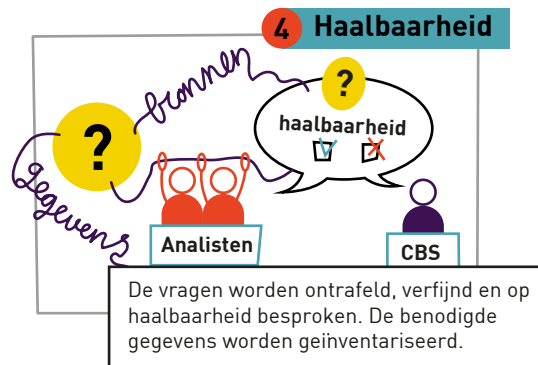 4 Haalbaarheid
bronnen
?
?
haalbaarheid
gegevens
Analisten
CBS
De vragen worden ontrafeld, verfijnd en op
haalbaarheid besproken. De benodigde
gegevens worden geïnventariseerd.